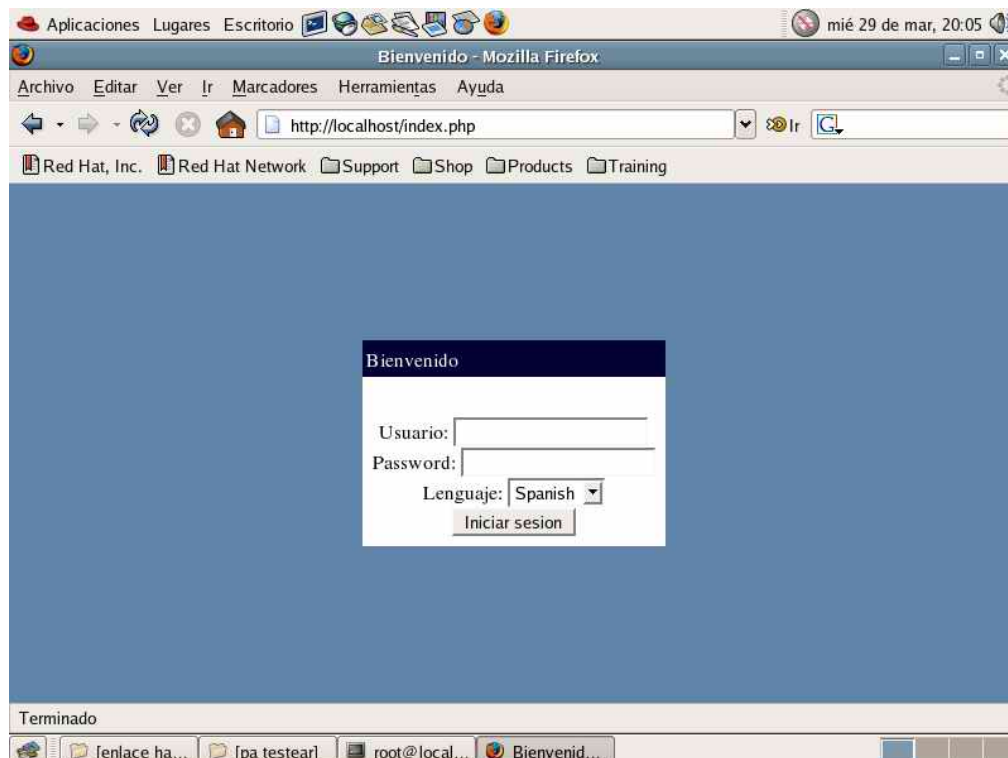 Aplicaciones Lugares Escritorio mié 29 de mar, 20:05
Bienvenido - Mozilla Firefox
Archivo Editar Ver Ir Marcadores Herramientas Ayuda
http://localhost/index.php Ir G
Red Hat, Inc. Red Hat Network Support Shop Products Training
Bienvenido
Usuario:
Password:
Lenguaje: Spanish
Iniciar sesion
Terminado
[enlace ha... [pa testear] root@local... Bienvenid...